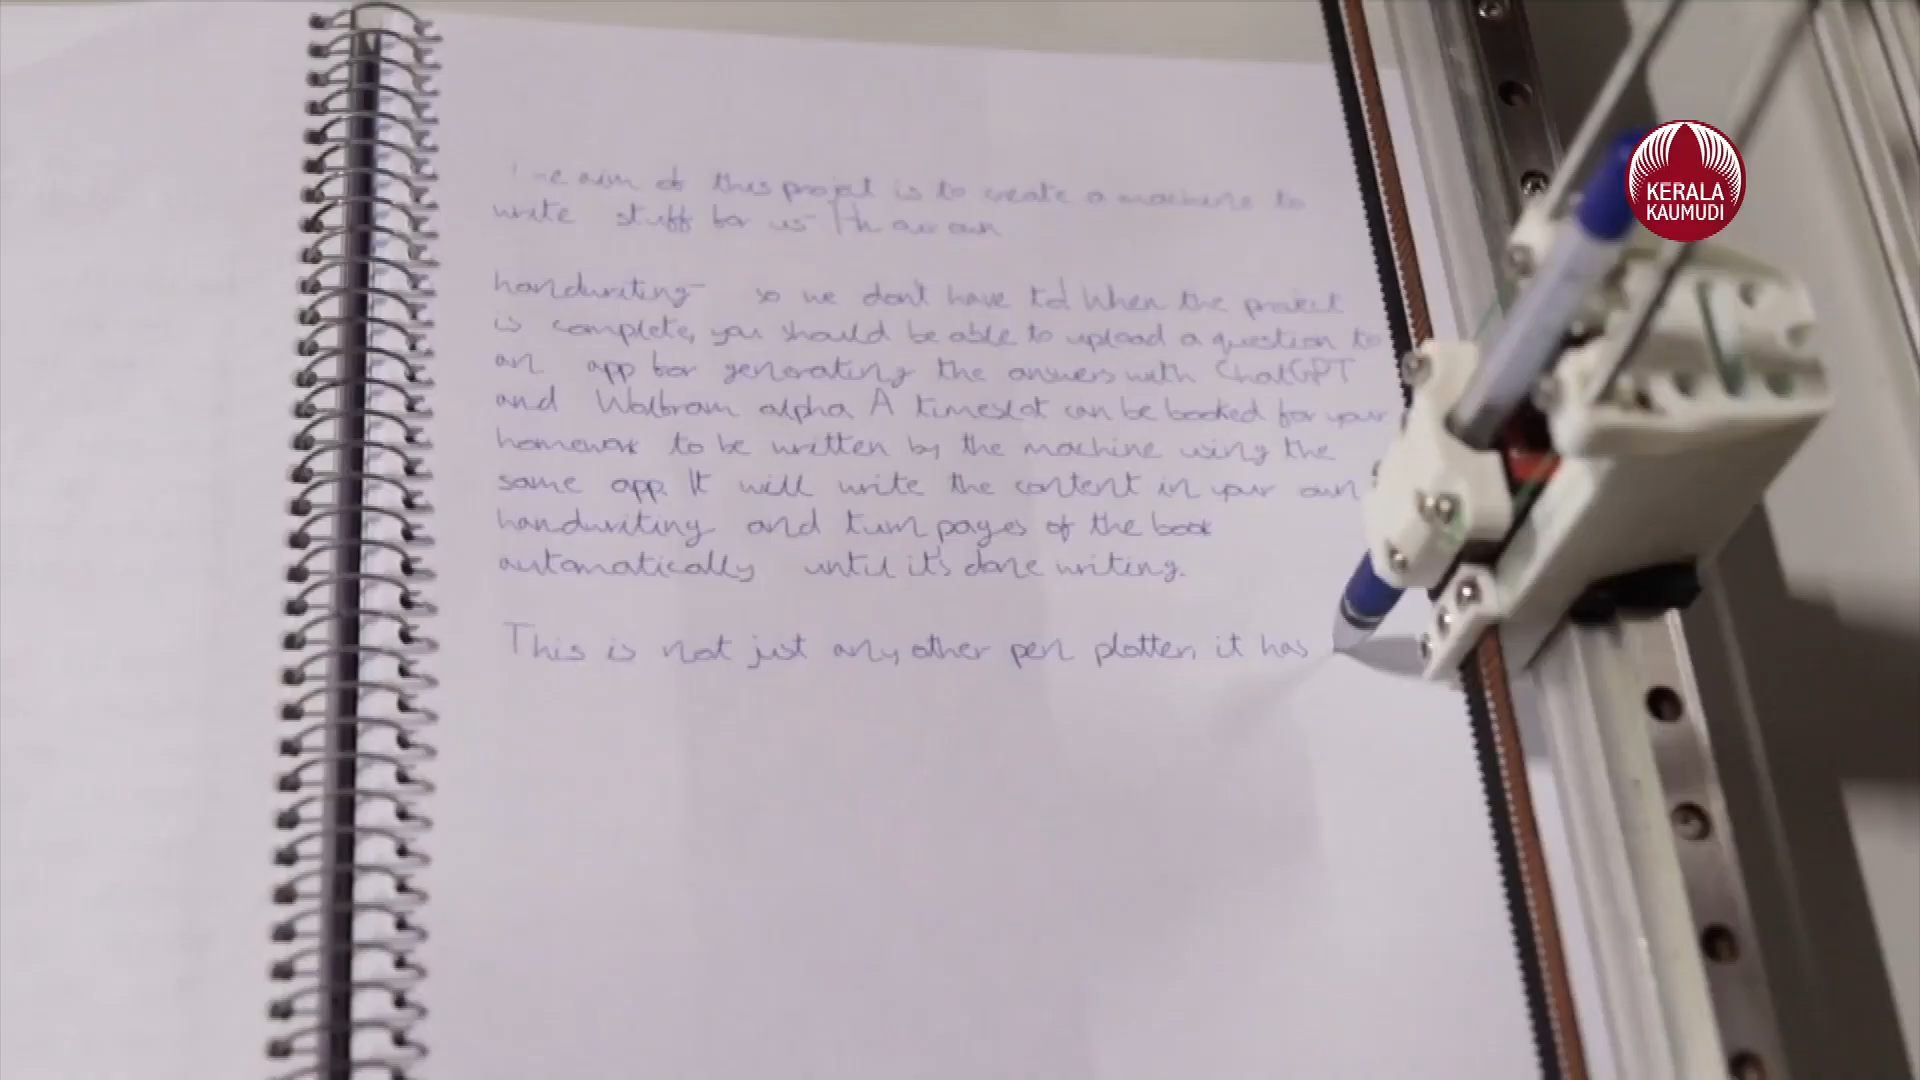 The aim of this project is to create a machine to
write stuff for us in our own
handwriting so we don't have to! When the project
is complete, you should be able to upload a question to
an app for generating the answers with ChatGPT
and Wolfram alpha A timeslot can be booked for your
homework to be written by the machine using the
same app. It will write the content in your own
handwriting and turn pages of the book
automatically until it's done writing.
This is not just any other pen plotter, it has
KERALA
KAUMUDI